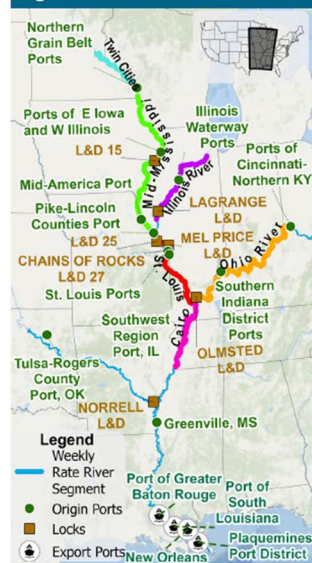 Northern
Grain Belt
Ports
Twin Cities
Ports of E Iowa
and W Illinois
L&D 15
Mid-Mississippi
Illinois
Waterway
Ports
Ports of
Cincinnati-
Northern KY
Mid-America Port
Illinois River
LAGRANGE
L&D
Pike-Lincoln
Counties Port
L&D 25
MEL PRICE
L&D
CHAINS OF ROCKS
L&D 27
St. Louis
Ohio River
St. Louis Ports
Southern
Indiana
District
Ports
Southwest
Region
Port, IL
Cairo
OLMSTED
L&D
Tulsa-Rogers
County
Port, OK
NORRELL
L&D
Greenville, MS
Legend
Weekly
Rate River
Segment
Origin Ports
Locks
Export Ports
Port of Greater
Baton Rouge
Port of
South
Louisiana
Plaquemines
Port District
New Orleans